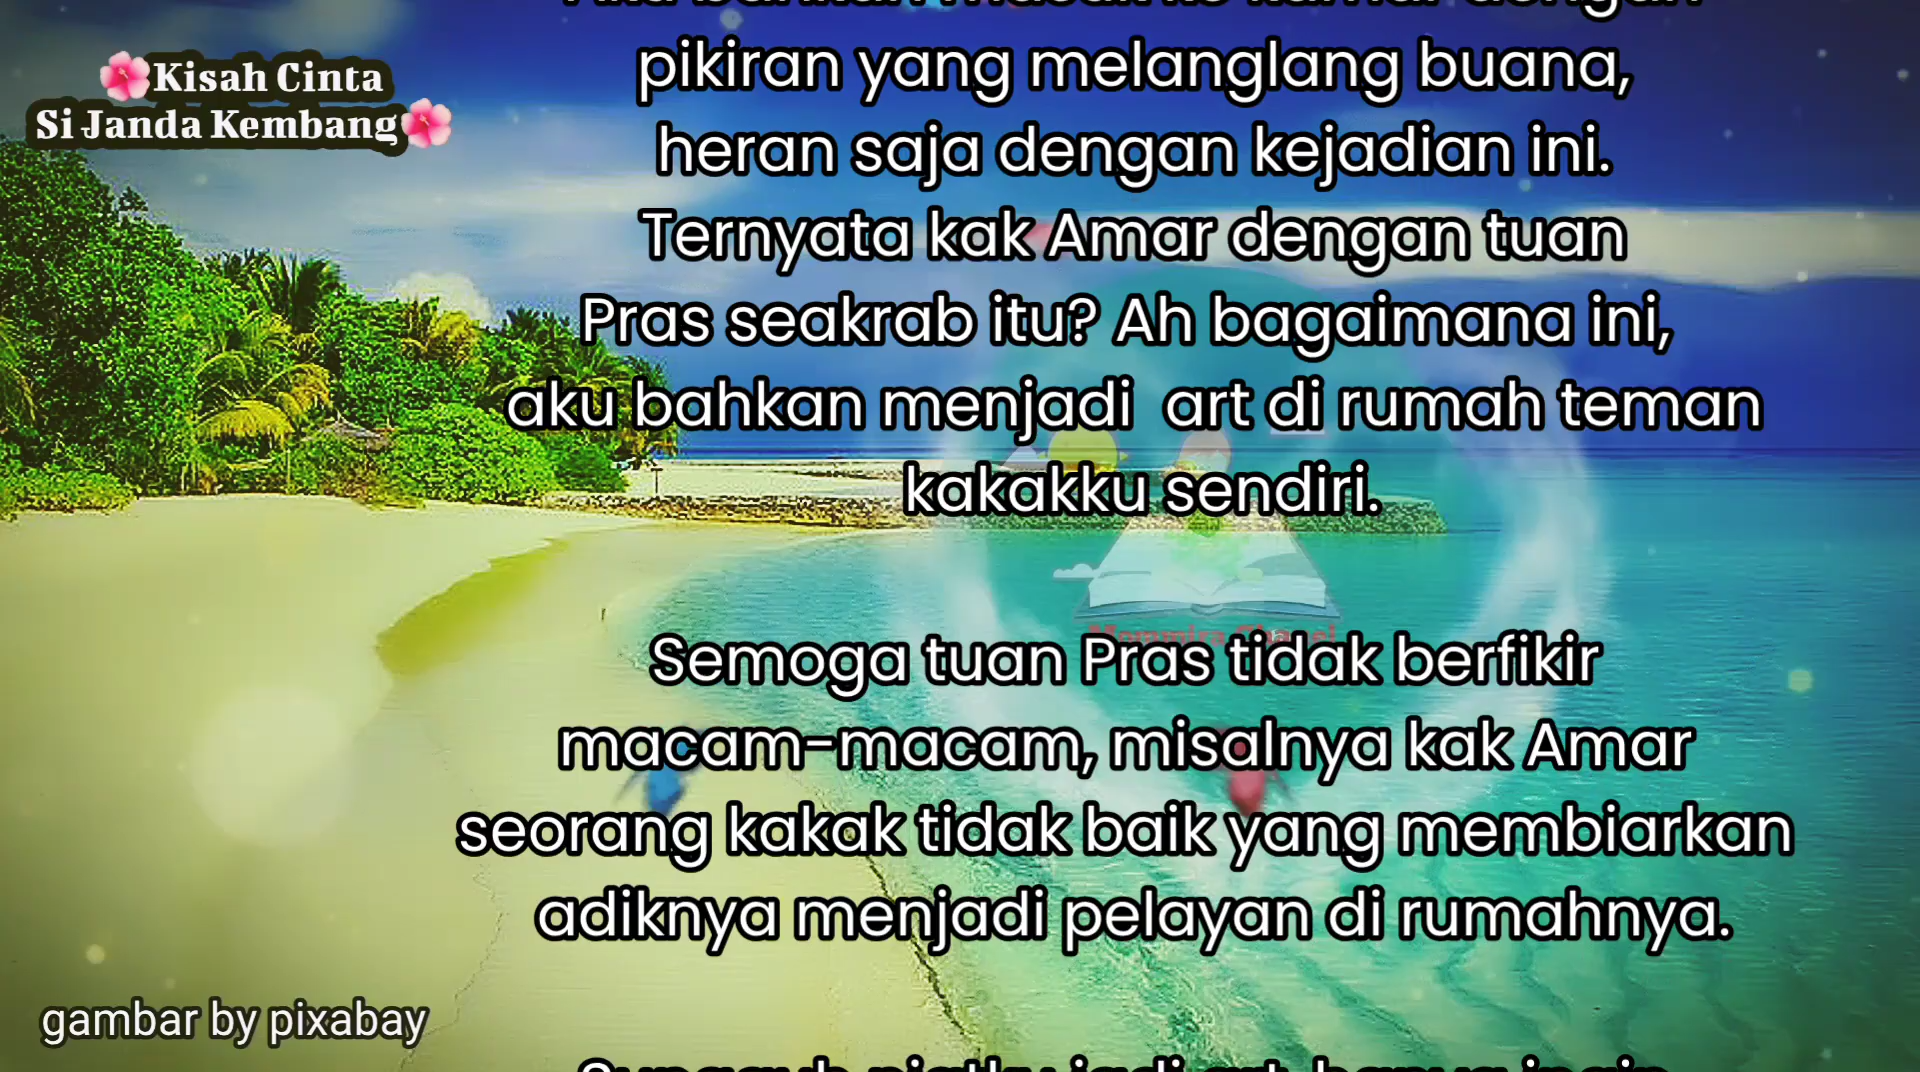 Kisah Cinta
Si Janda Kembang
pikiran yang melanglang buana,
heran saja dengan kejadian ini.
Ternyata kak Amar dengan tuan
Pras seakrab itu? Ah bagaimana ini,
aku bahkan menjadi  art di rumah teman
kakakku sendiri.
Semoga tuan Pras tidak berfikir
macam-macam, misalnya kak Amar
seorang kakak tidak baik yang membiarkan
adiknya menjadi pelayan di rumahnya.
gambar by pixabay